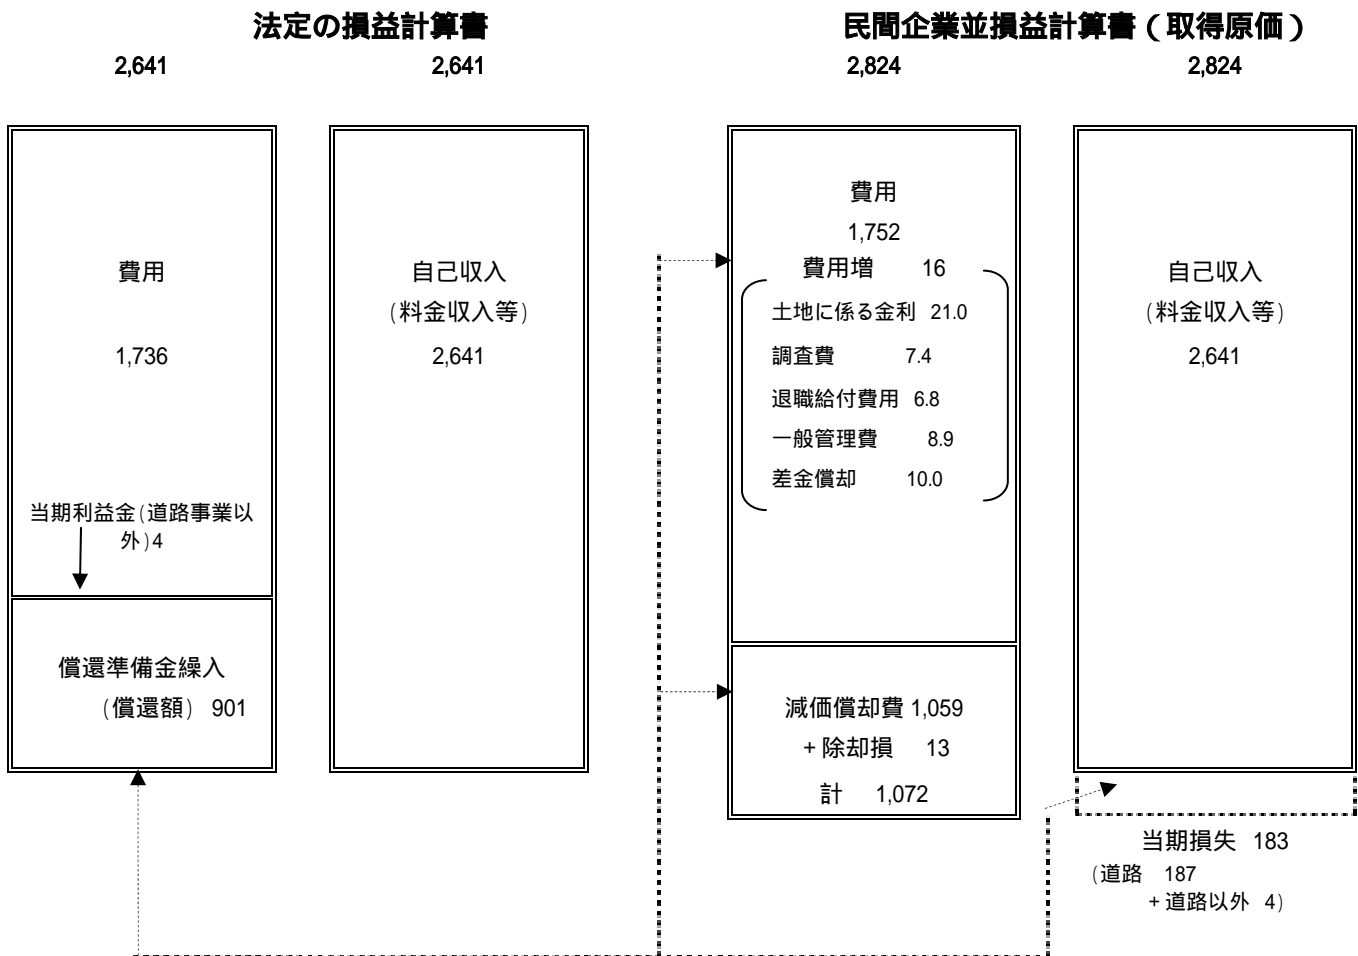 法定の損益計算書
2,641 2,641
費用
1,736
当期利益金(道路事業以
外)4
償還準備金繰入
(償還額) 901
自己収入
(料金収入等)
2,641
民間企業並損益計算書(取得原価)
2,824 2,824
費用
1,752
費用増 16
土地に係る金利 21.0
調査費 7.4
退職給付費用 6.8
一般管理費 8.9
差金償却 10.0
減価償却費 1,059
+除却損 13
計 1,072
自己収入
(料金収入等)
2,641
当期損失 183
(道路 187
+道路以外 4)